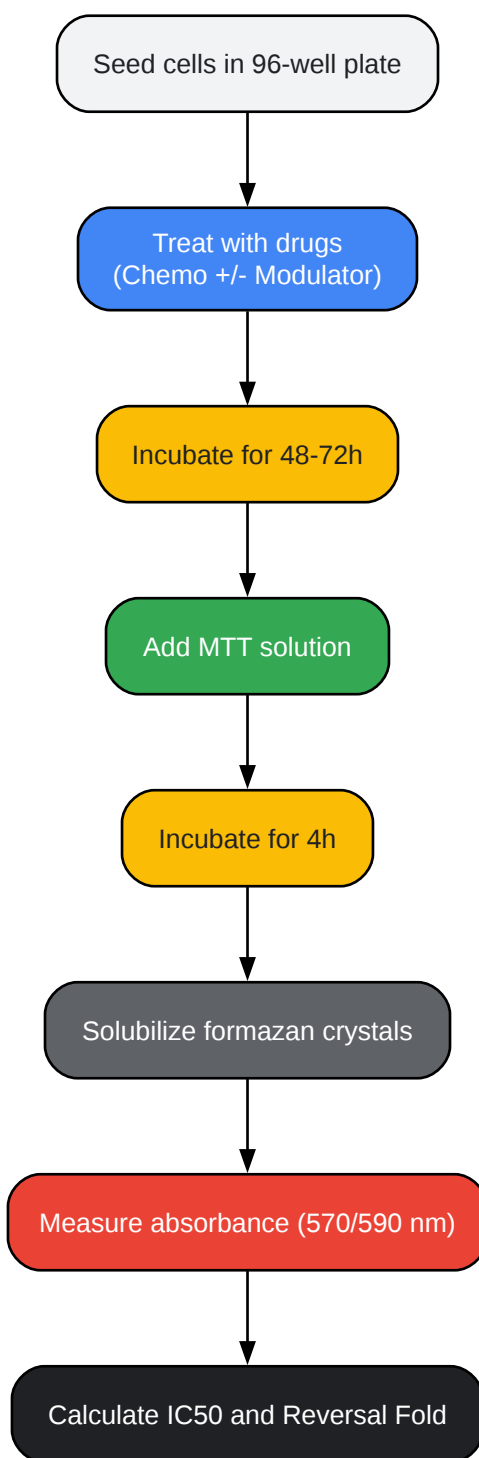 Seed cells in 96-well plate
Treat with drugs
(Chemo +/- Modulator)
Incubate for 48-72h
Add MTT solution
Incubate for 4h
Solubilize formazan crystals
Measure absorbance (570/590 nm)
Calculate IC50 and Reversal Fold